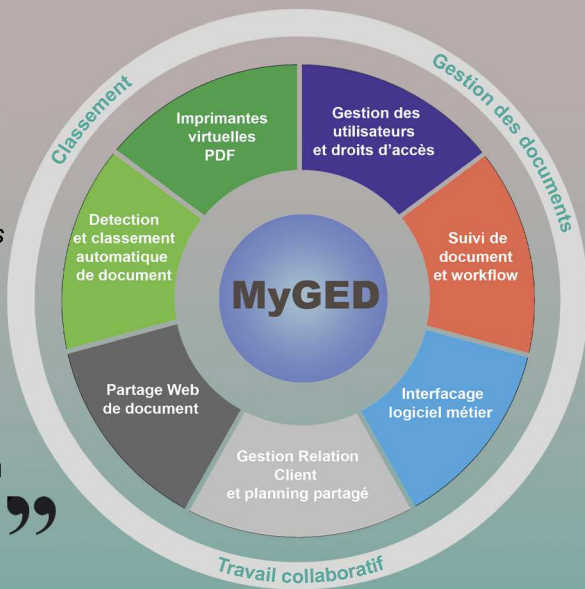 Classement
Gestion des documents
Imprimantes
virtuelles
PDF
Gestion des
utilisateurs
et droits d'accès
Detection
et classement
automatique
de document
Suivi de
document
et workflow
MyGED
Partage Web
de document
Interfacage
logiciel métier
Gestion Relation
Client
et planning partagé
”
Travail collaboratif